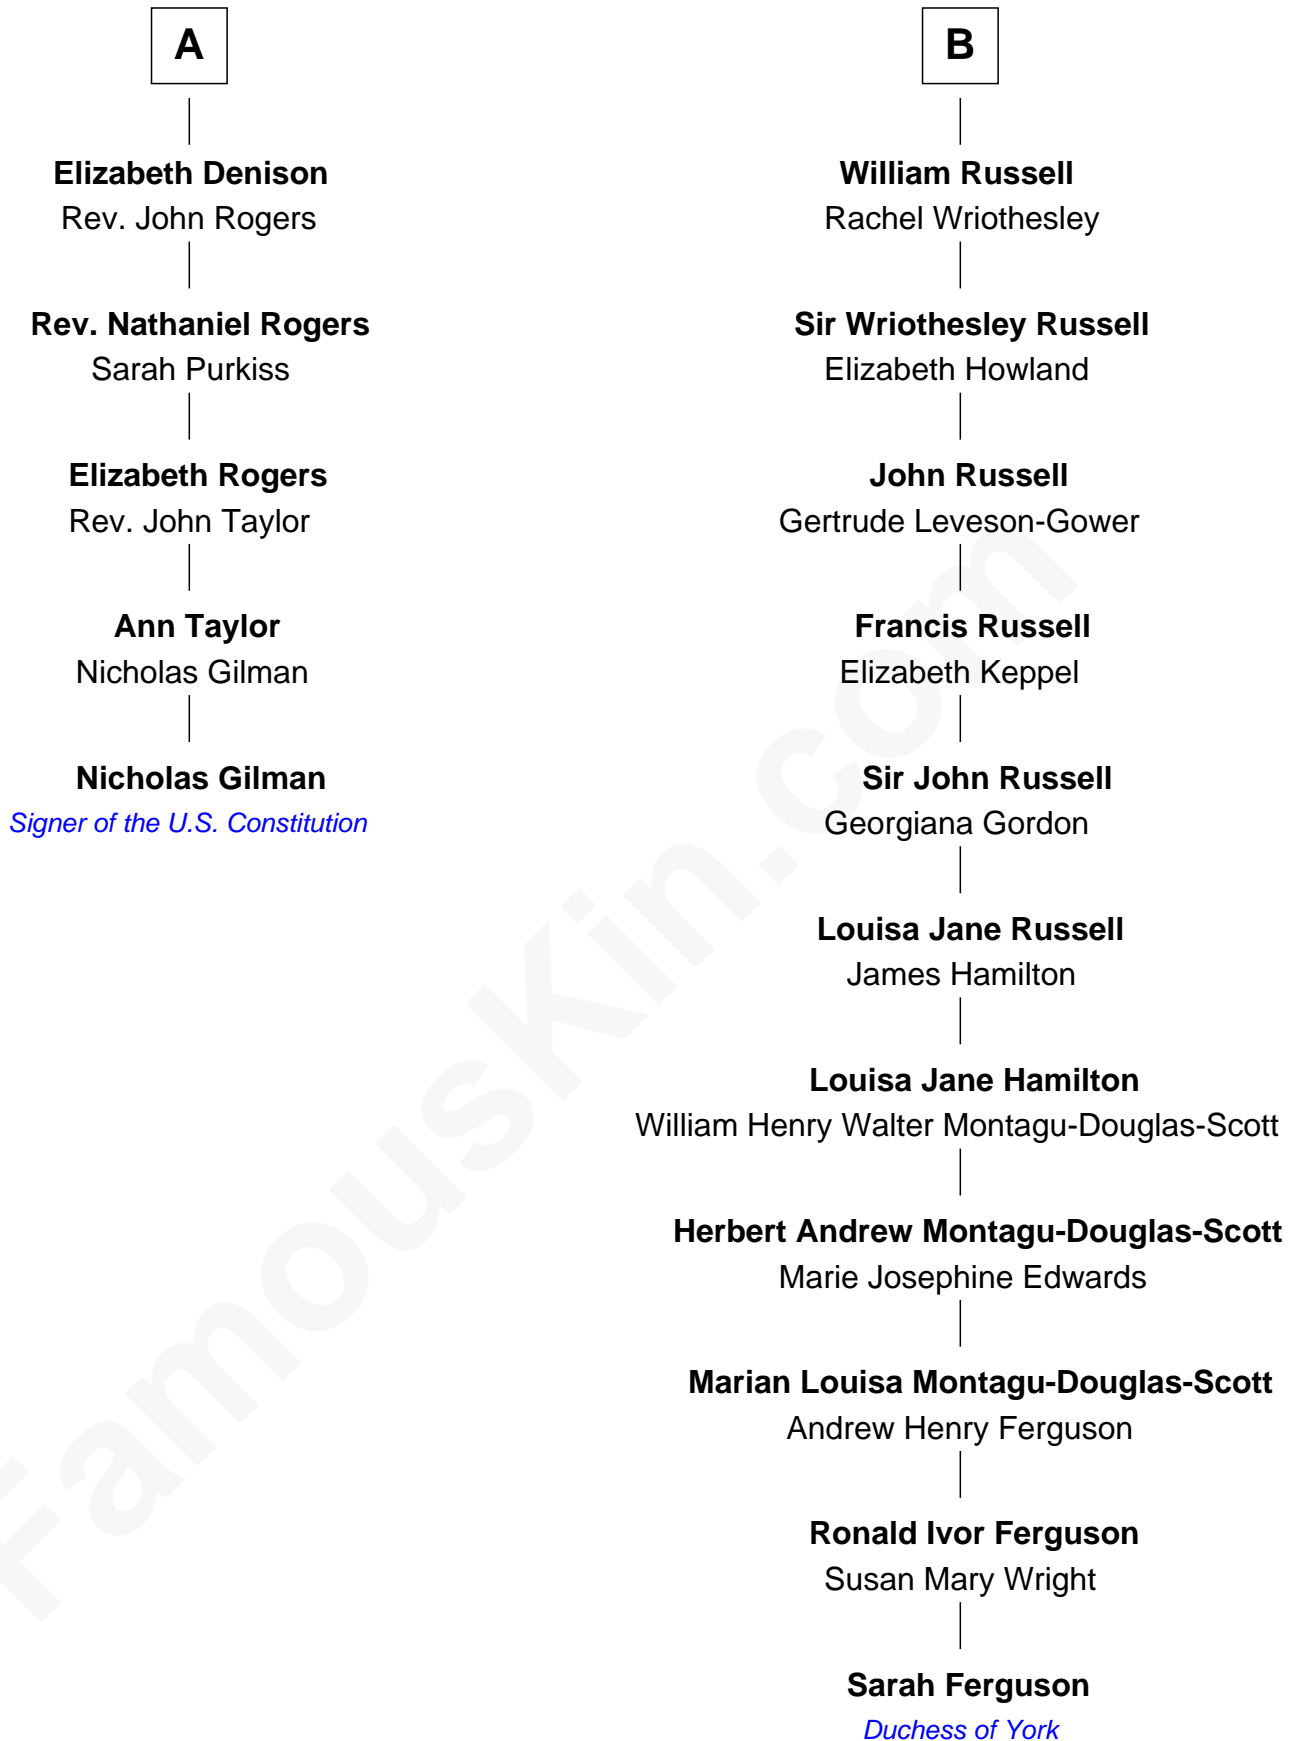 A
Elizabeth Denison
Rev. John Rogers
Rev. Nathaniel Rogers
Sarah Purkiss
Elizabeth Rogers
Rev. John Taylor
Ann Taylor
Nicholas Gilman
Nicholas Gilman
Signer of the U.S. Constitution
B
William Russell
Rachel Wriothesley
Sir Wriothesley Russell
Elizabeth Howland
John Russell
Gertrude Leveson-Gower
Francis Russell
Elizabeth Keppel
Sir John Russell
Georgiana Gordon
Louisa Jane Russell
James Hamilton
Louisa Jane Hamilton
William Henry Walter Montagu-Douglas-Scott
Herbert Andrew Montagu-Douglas-Scott
Marie Josephine Edwards
Marian Louisa Montagu-Douglas-Scott
Andrew Henry Ferguson
Ronald Ivor Ferguson
Susan Mary Wright
Sarah Ferguson
Duchess of York
FamousKin.com